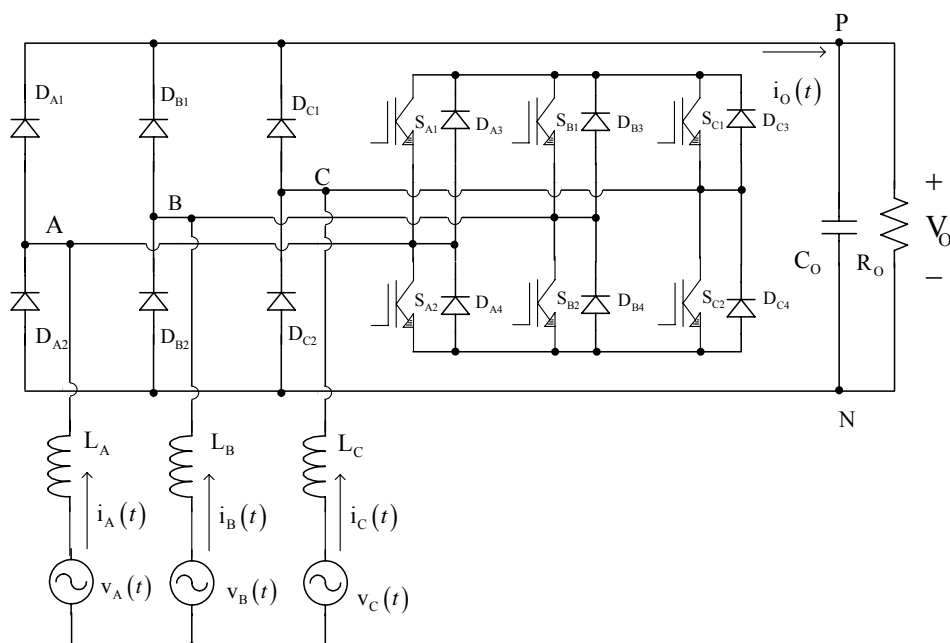 P
D_A1
D_B1
D_C1
i_O(t)
S_A1
D_A3
S_B1
D_B3
S_C1
D_C3
A
B
C
+
V_O
−
C_O
R_O
D_A2
D_B2
D_C2
S_A2
D_A4
S_B2
D_B4
S_C2
D_C4
N
L_A
L_B
L_C
i_A(t)
i_B(t)
i_C(t)
v_A(t)
v_B(t)
v_C(t)